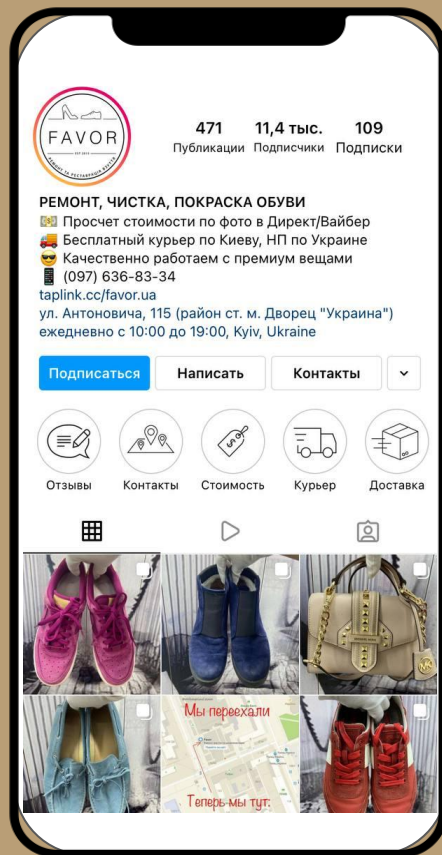 FAVOR
471 11,4 тыс. 109
Публикации Подписчики Подписки
РЕМОНТ, ЧИСТКА, ПОКРАСКА ОБУВИ
Просчет стоимости по фото в Директ/Вайбер
Бесплатный курьер по Киеву, НП по Украине
Качественно работаем с премиум вещами
(097) 636-83-34
taplink.cc/favor.ua
ул. Антоновича, 115 (район ст. м. Дворец "Украина")
ежедневно с 10:00 до 19:00, Kyiv, Ukraine
Подписаться Написать Контакты
Отзывы Контакты Стоимость Курьер Доставка
Мы переехали
Теперь мы тут: